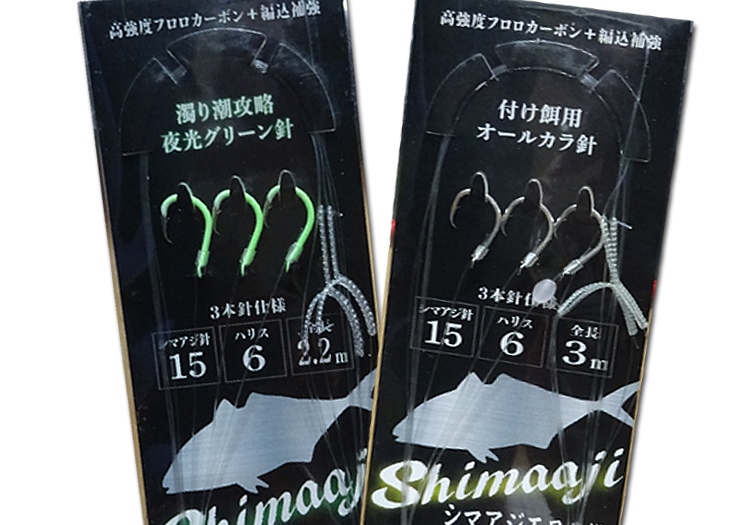 高強度フロロカーボン＋編込補強
濁り潮攻略
夜光グリーン針
3本針仕様
シマアジ針
15
ハリス
6
2.2m
Shimaaji
高強度フロロカーボン＋編込補強
付け餌用
オールカラ針
3本針仕様
シマアジ針
15
ハリス
6
全長
3m
Shimaaji
シマアジ